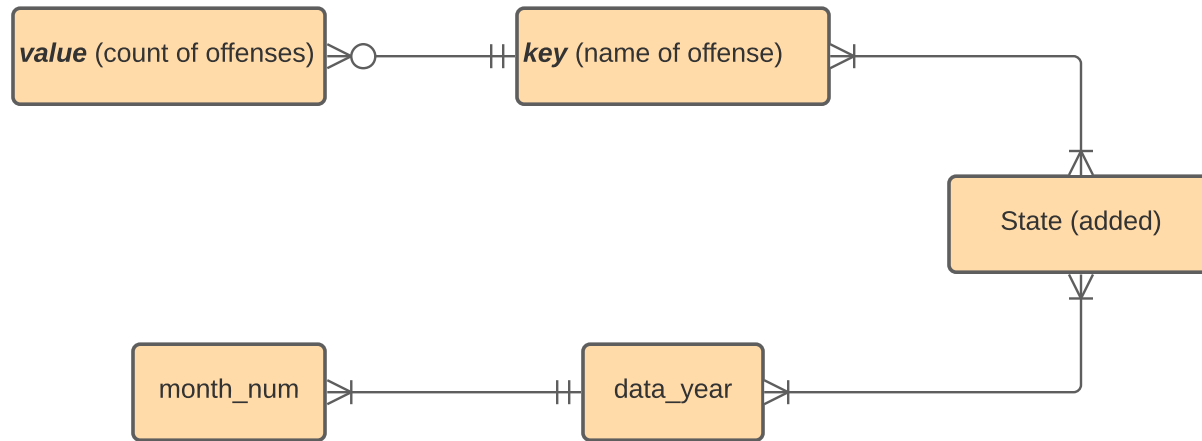 value (count of offenses)
key (name of offense)
State (added)
month_num
data_year